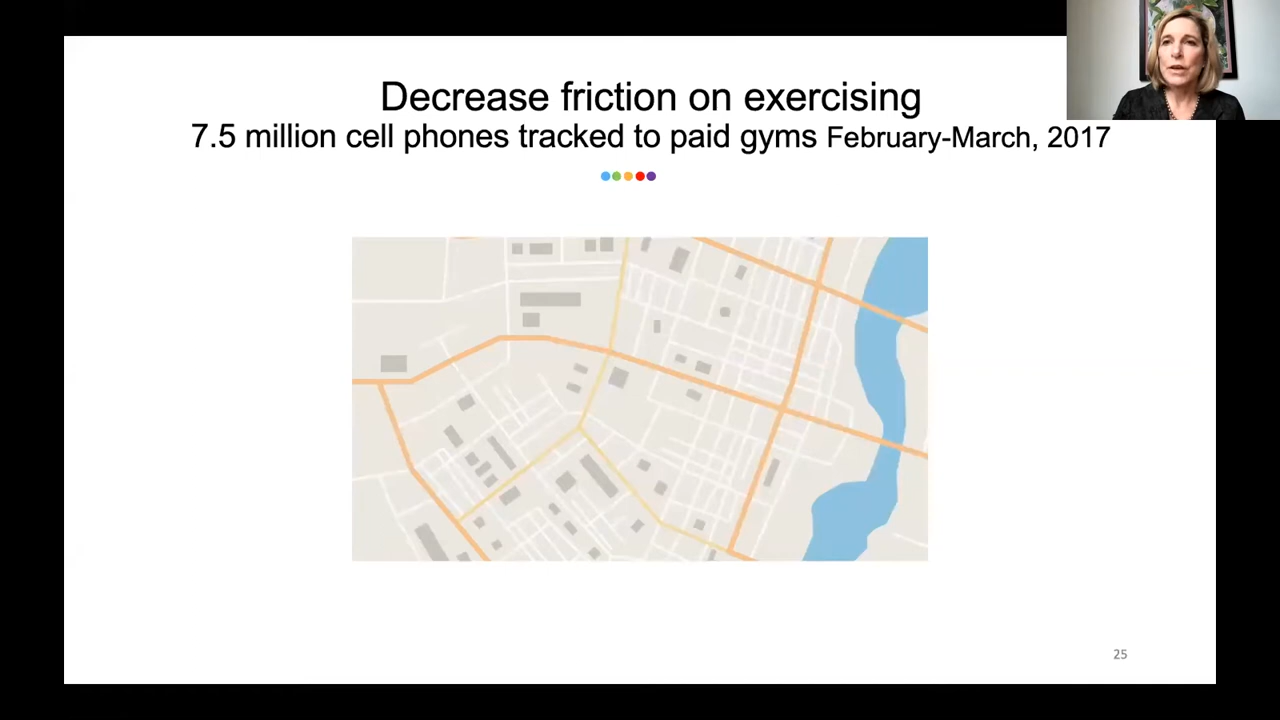 Decrease friction on exercising
7.5 million cell phones tracked to paid gyms February-March, 2017
25